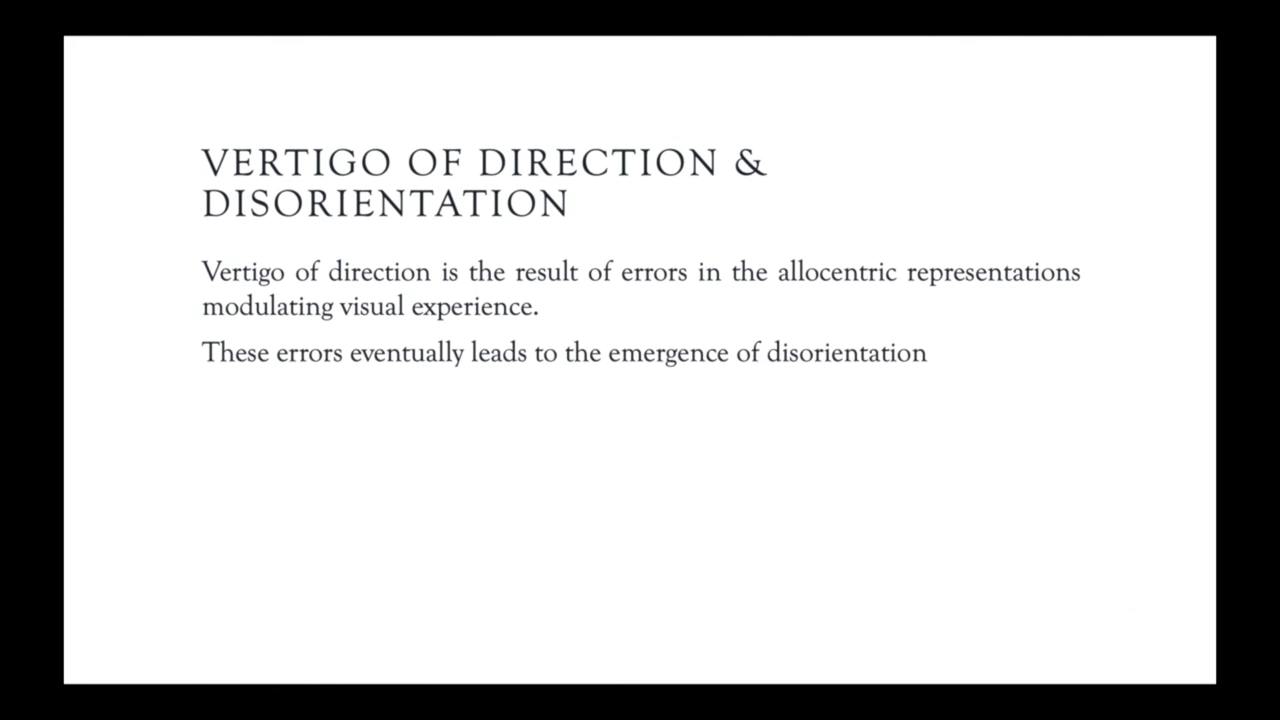 VERTIGO OF DIRECTION &
DISORIENTATION
Vertigo of direction is the result of errors in the allocentric representations
modulating visual experience.
These errors eventually leads to the emergence of disorientation